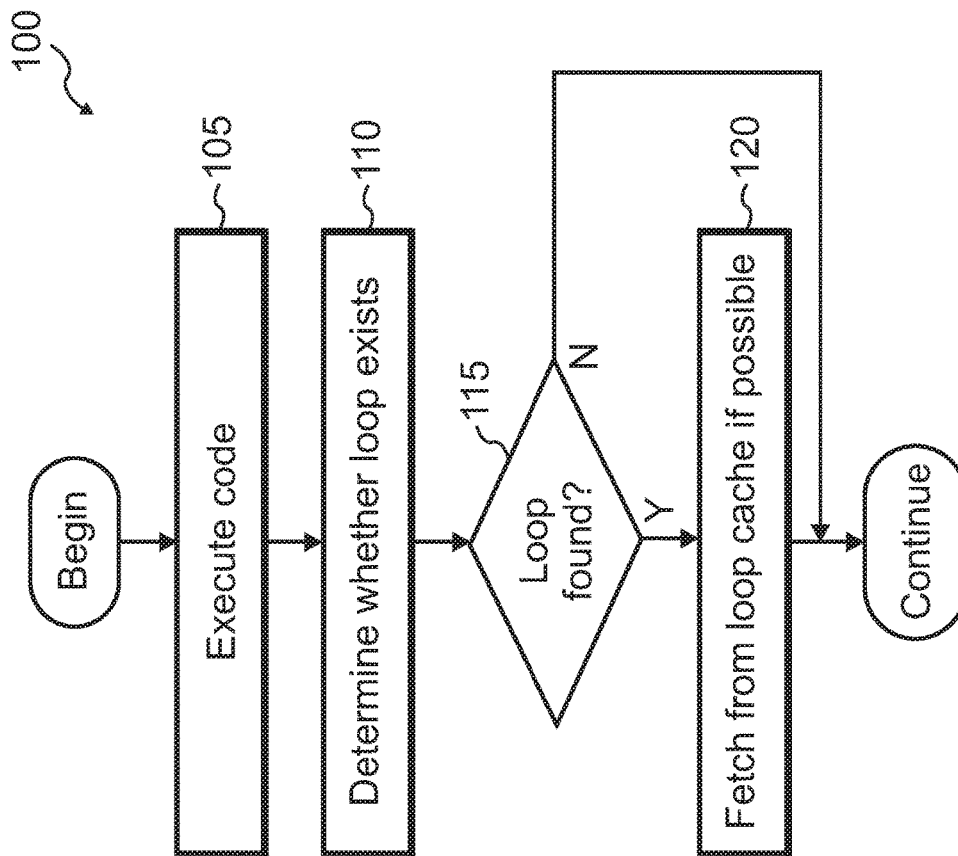 100
Begin
Execute code
105
Determine whether loop exists
110
Loop
found?
115
N
Y
Fetch from loop cache if possible
120
Continue